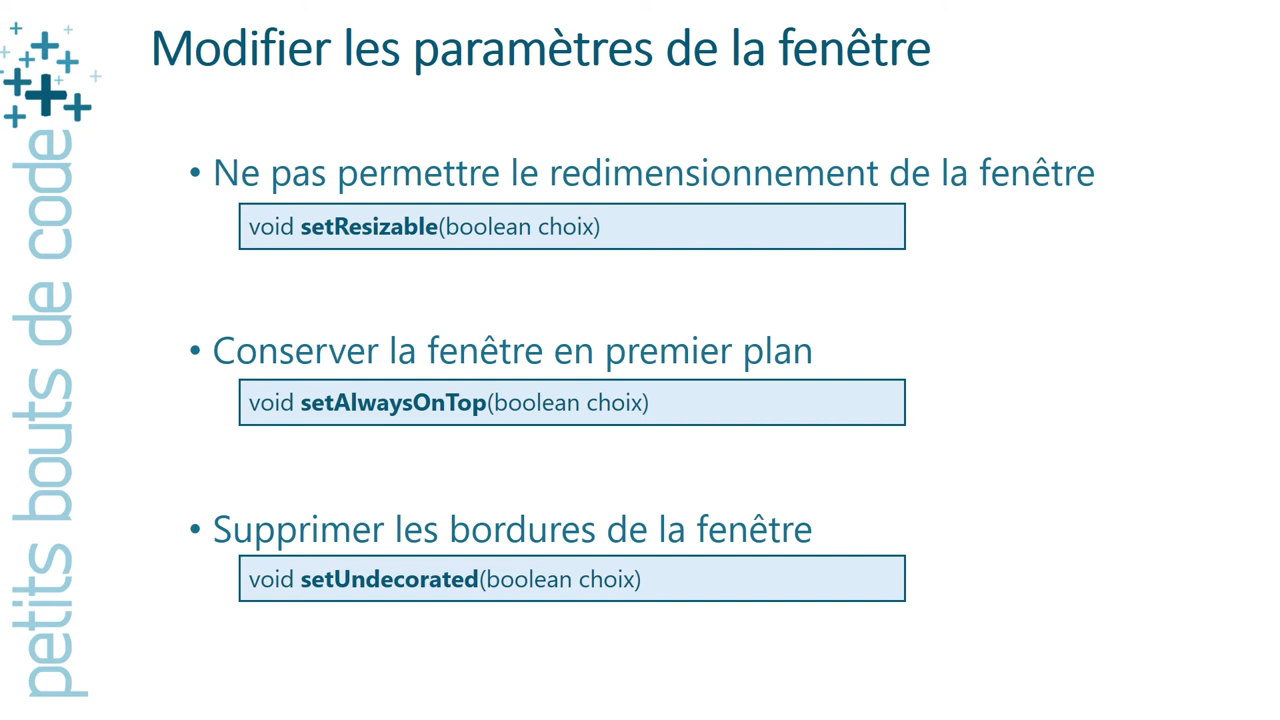 Modifier les paramètres de la fenêtre
• Ne pas permettre le redimensionnement de la fenêtre
void setResizable(boolean choix)
• Conserver la fenêtre en premier plan
void setAlwaysOnTop(boolean choix)
• Supprimer les bordures de la fenêtre
void setUndecorated(boolean choix)
petits bouts de code